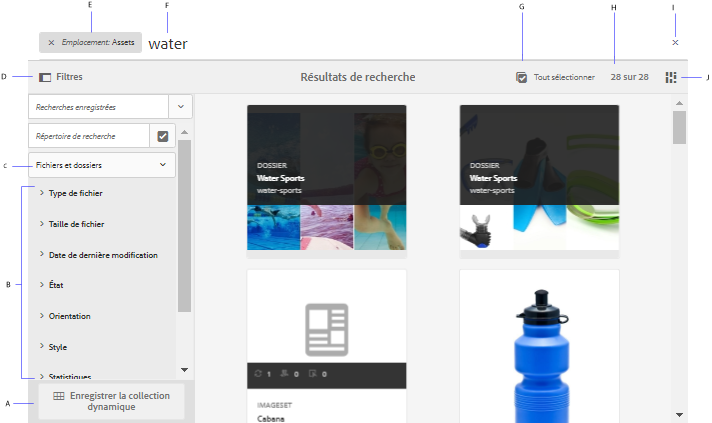 E
F
G
H
I
× Emplacement: Assets water ×
D
Filtres
Résultats de recherche
Tout sélectionner
28 sur 28
J
Recherches enregistrées
Répertoire de recherche
C
Fichiers et dossiers
B
Type de fichier
Taille de fichier
Date de dernière modification
État
Orientation
Style
Statistiques
A
Enregistrer la collection
dynamique
DOSSIER
Water Sports
water-sports
DOSSIER
Water Sports
water-sports
1 0 0
IMAGESET
Cabana